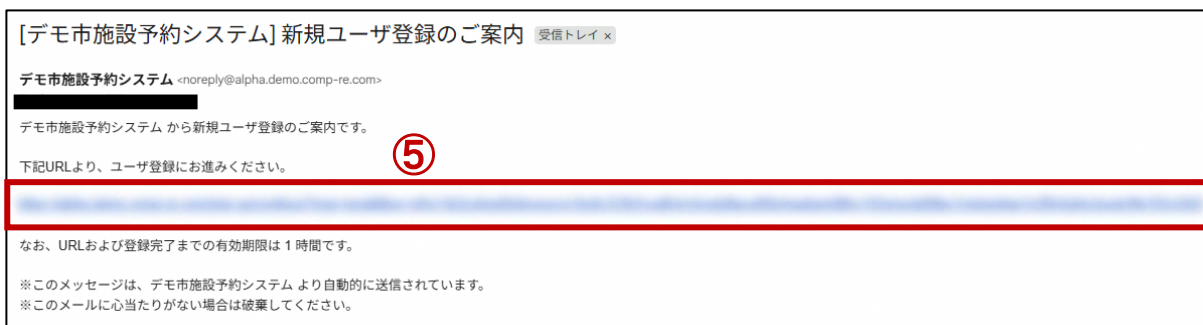 [デモ市施設予約システム] 新規ユーザ登録のご案内 受信トレイ ×
デモ市施設予約システム <noreply@alpha.demo.comp-re.com>
デモ市施設予約システム から新規ユーザ登録のご案内です。
⑤
下記URLより、ユーザ登録にお進みください。
なお、URLおよび登録完了までの有効期限は 1 時間です。
※このメッセージは、デモ市施設予約システム より自動的に送信されています。
※このメールに心当たりがない場合は破棄してください。